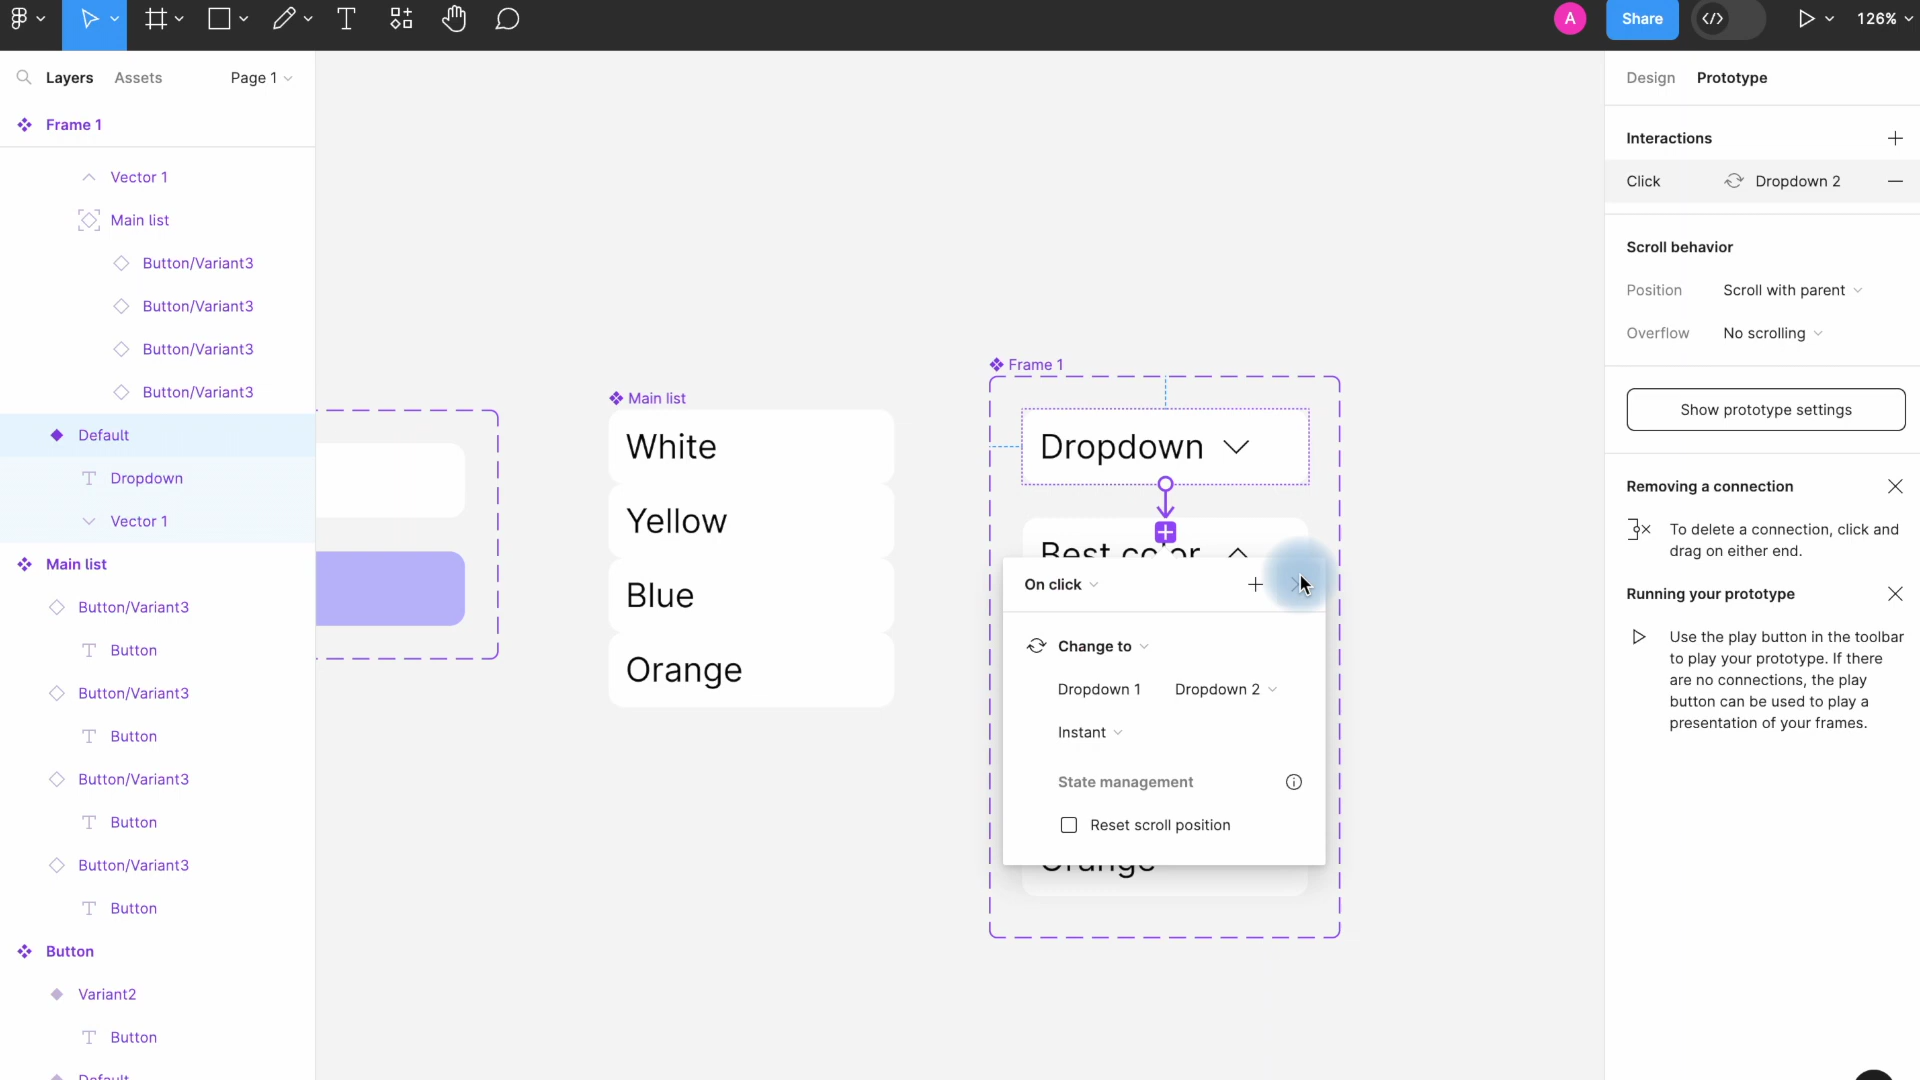 A
Share
126%
Layers
Assets
Page 1
Frame 1
Vector 1
Main list
Button/Variant3
Button/Variant3
Button/Variant3
Button/Variant3
Default
Dropdown
Vector 1
Main list
Button/Variant3
Button
Button/Variant3
Button
Button/Variant3
Button
Button/Variant3
Button
Button
Variant2
Button
Default
Main list
White
Yellow
Blue
Orange
Frame 1
Dropdown
Best color
On click
Change to
Dropdown 1
Dropdown 2
Instant
State management
Reset scroll position
Orange
Design
Prototype
Interactions
Click
Dropdown 2
Scroll behavior
Position
Scroll with parent
Overflow
No scrolling
Show prototype settings
Removing a connection
To delete a connection, click and
drag on either end.
Running your prototype
Use the play button in the toolbar
to play your prototype. If there
are no connections, the play
button can be used to play a
presentation of your frames.